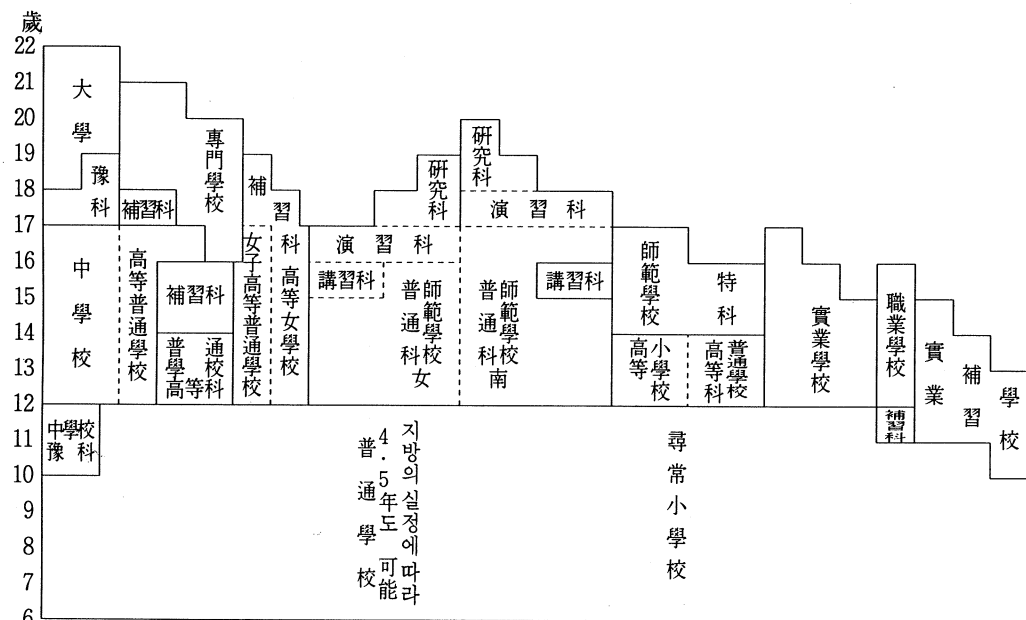 歲
22
21
20
19
18
17
16
15
14
13
12
11
10
9
8
7
6
大學
豫科
中學校
中學校豫科
補習科
高等普通學校
專門學校
補習科
普通學校高等科
補習科
女子高等普通學校
高等女學校
演習科
講習科
硏究科
師範學校普通科女
硏究科
演習科
師範學校普通科南
講習科
師範學校
特科
小學校高等
普通學校高等科
實業學校
職業學校
補習科
實業補習學校
普通學校
지방의 실정에 따라
4·5年도 可能
尋常小學校